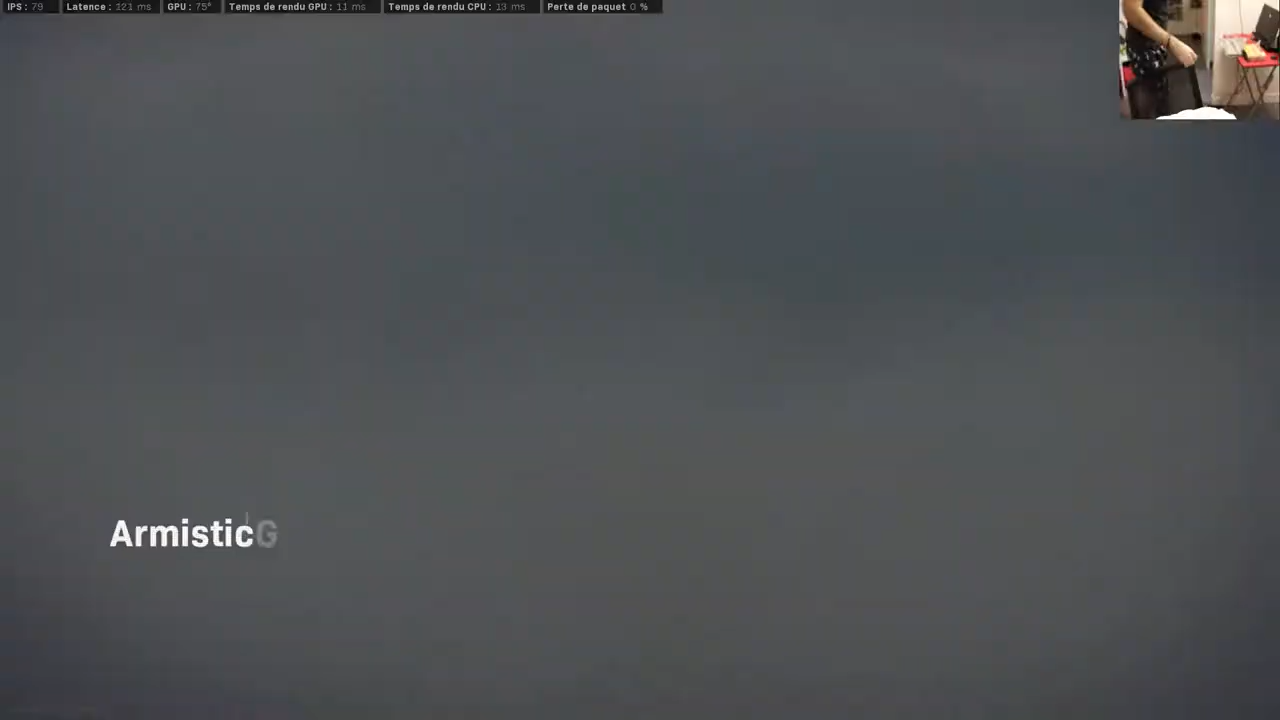 IPS : 79 Latence : 221 ms GPU : 75° Temps de rendu GPU : 11 ms Temps de rendu CPU : 13 ms Perte de paquet 0 %
ArmisticG